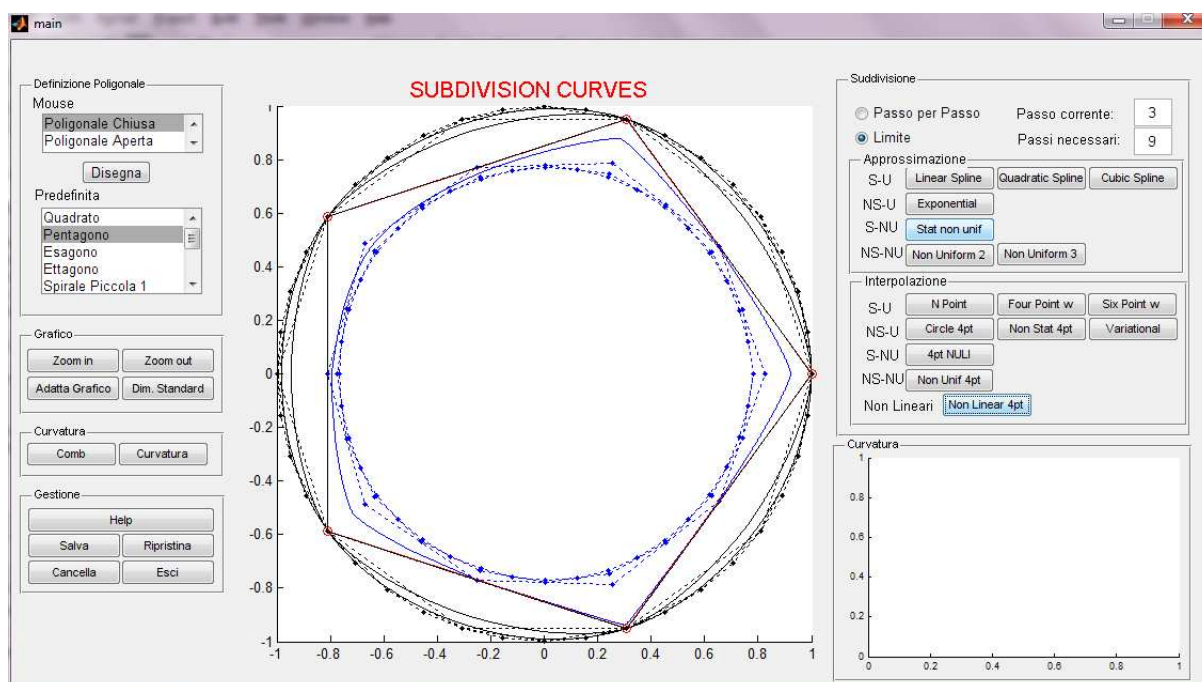 main
Definizione Poligonale
Mouse
Poligonale Chiusa
Poligonale Aperta
Disegna
Predefinita
Quadrato
Pentagono
Esagono
Ettagono
Spirale Piccola 1
Grafico
Zoom in
Zoom out
Adatta Grafico
Dim. Standard
Curvatura
Comb
Curvatura
Gestione
Help
Salva
Ripristina
Cancella
Esci
SUBDIVISION CURVES
1
0.8
0.6
0.4
0.2
0
-0.2
-0.4
-0.6
-0.8
-1
-1 -0.8 -0.6 -0.4 -0.2 0 0.2 0.4 0.6 0.8 1
Suddivisione
Passo per Passo
Passo corrente: 3
Limite
Passi necessari: 9
Approssimazione
S-U Linear Spline Quadratic Spline Cubic Spline
NS-U Exponential
S-NU Stat non unif
NS-NU Non Uniform 2 Non Uniform 3
Interpolazione
S-U N Point Four Point w Six Point w
NS-U Circle 4pt Non Stat 4pt Variational
S-NU 4pt NULI
NS-NU Non Unif 4pt
Non Lineari Non Linear 4pt
Curvatura
1
0.8
0.6
0.4
0.2
0
0 0.2 0.4 0.6 0.8 1